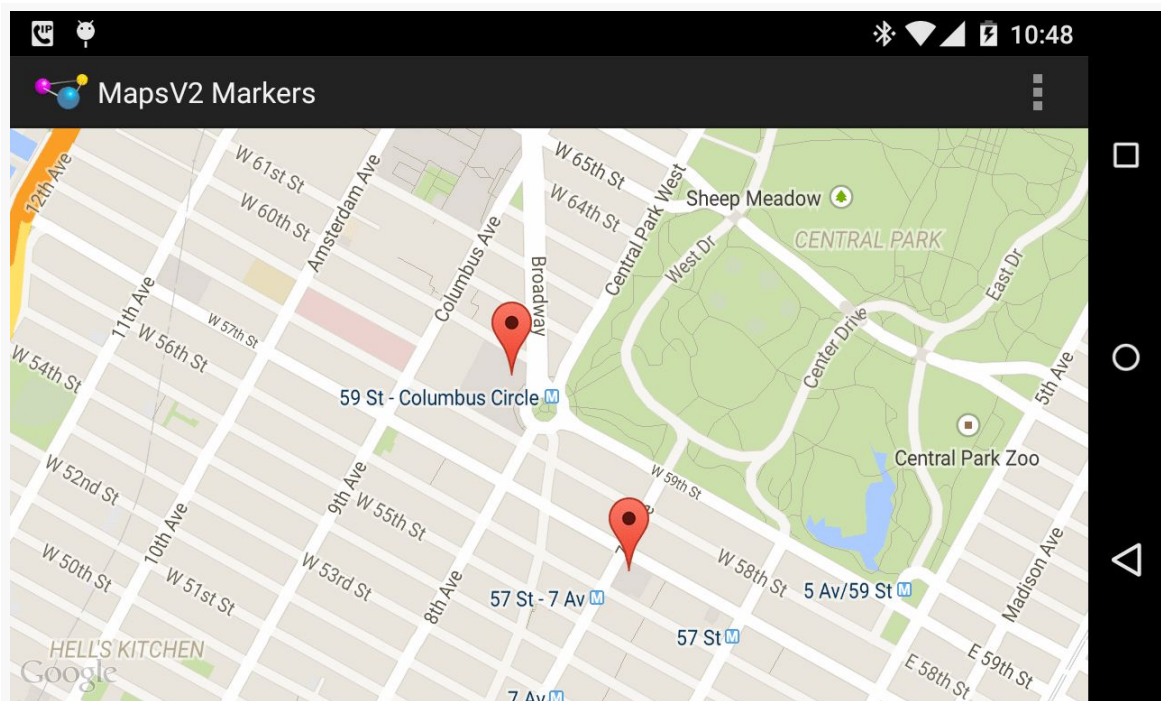 10:48
MapsV2 Markers
W 65th St
W 61st St
12th Ave
W 60th St
Amsterdam Ave
Columbus Ave
Broadway
W 64th St
Central Park West
Sheep Meadow
CENTRAL PARK
West Dr
East Dr
11th Ave
W 57th St
W 56th St
Center Drive
W 54th St
59 St - Columbus Circle M
5th Ave
Central Park Zoo
W 52nd St
9th Ave
W 59th St
10th Ave
W 55th St
W 50th St
W 51st St
W 53rd St
8th Ave
57 St - 7 Av M
W 58th St
5 Av/59 St M
Madison Ave
57 St M
HELL'S KITCHEN
Google
E 58th St
E 59th St
7 Av M